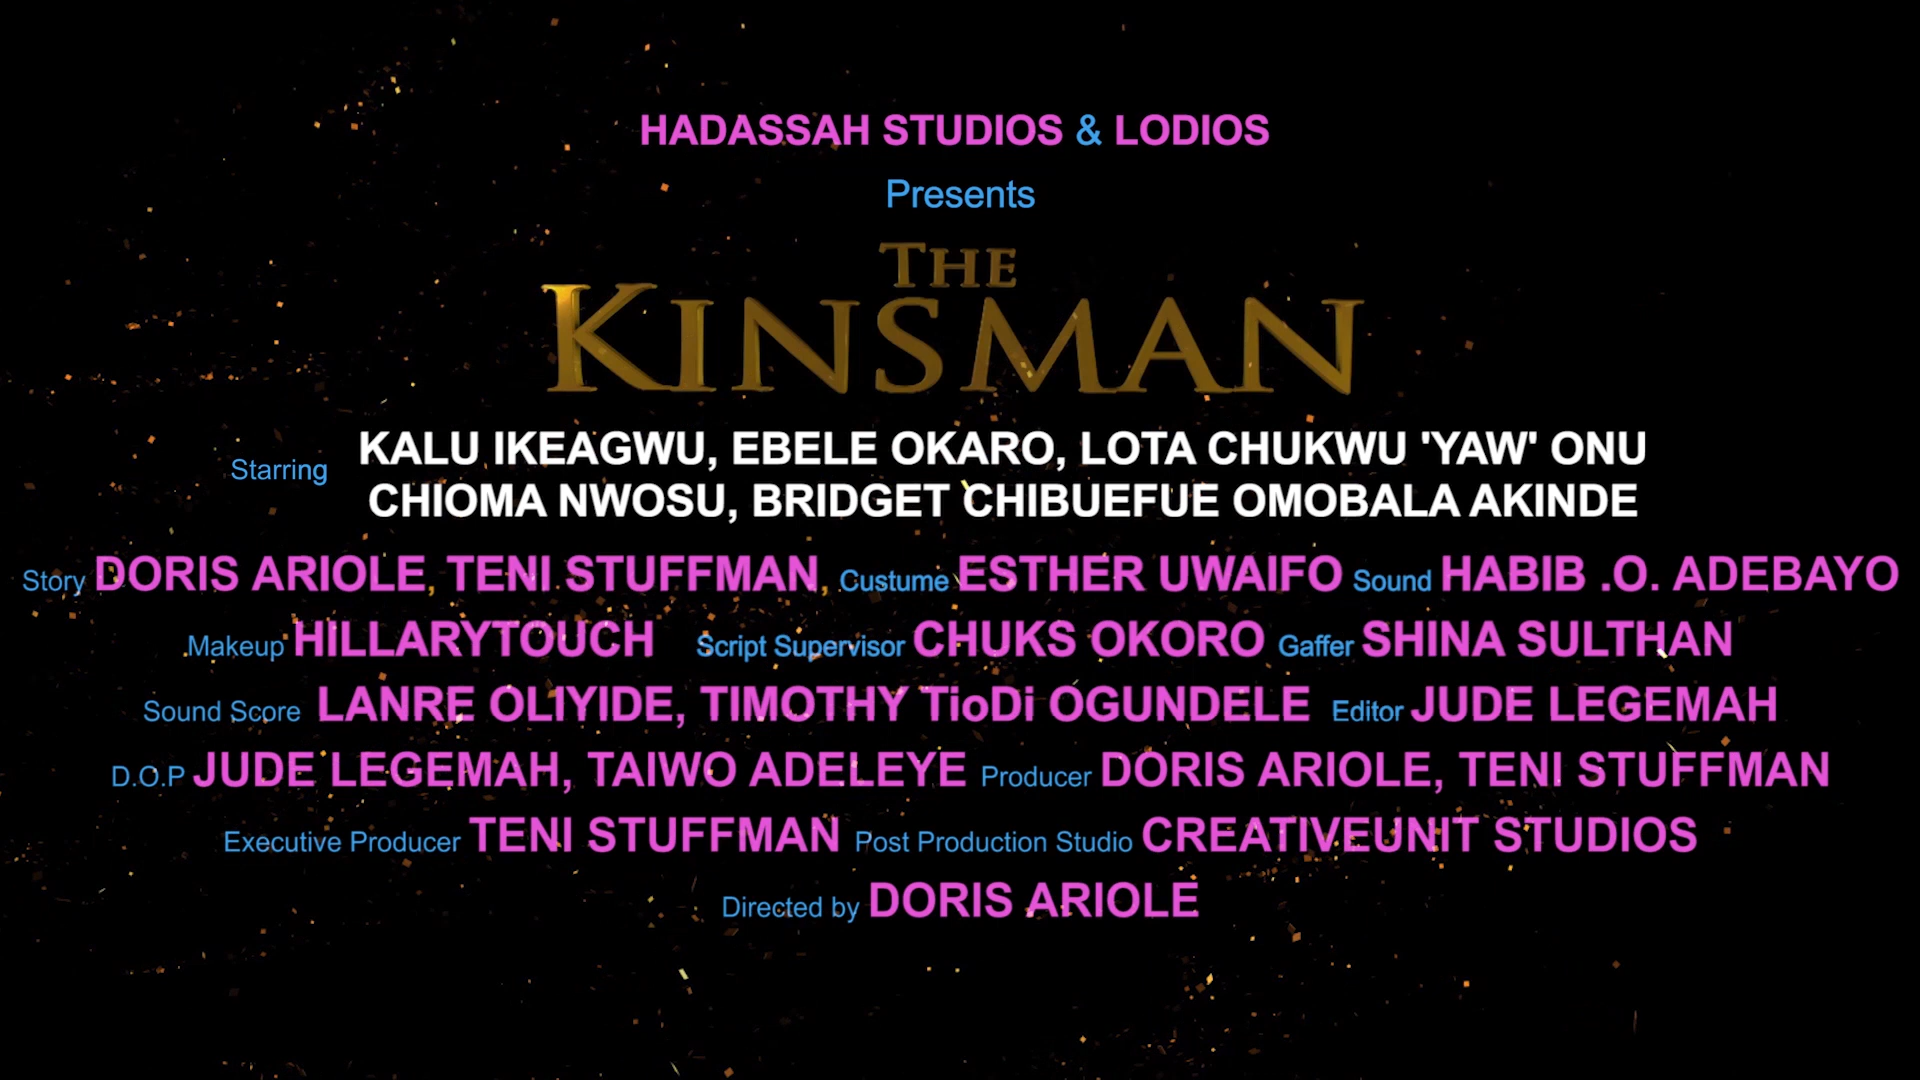 HADASSAH STUDIOS & LODIOS
Presents
THE
KINSMAN
Starring KALU IKEAGWU, EBELE OKARO, LOTA CHUKWU 'YAW' ONU
CHIOMA NWOSU, BRIDGET CHIBUEFUE OMOBALA AKINDE
Story DORIS ARIOLE, TENI STUFFMAN, Custume ESTHER UWAIFO Sound HABIB .O. ADEBAYO
Makeup HILLARYTOUCH Script Supervisor CHUKS OKORO Gaffer SHINA SULTHAN
Sound Score LANRE OL1YIDE, TIMOTHY TioDi OGUNDELE Editor JUDE LEGEMAH
D.O.P JUDE LEGEMAH, TAIWO ADELEYE Producer DORIS ARIOLE, TENI STUFFMAN
Executive Producer TENI STUFFMAN Post Production Studio CREATIVEUNIT STUDIOS
Directed by DORIS ARIOLE